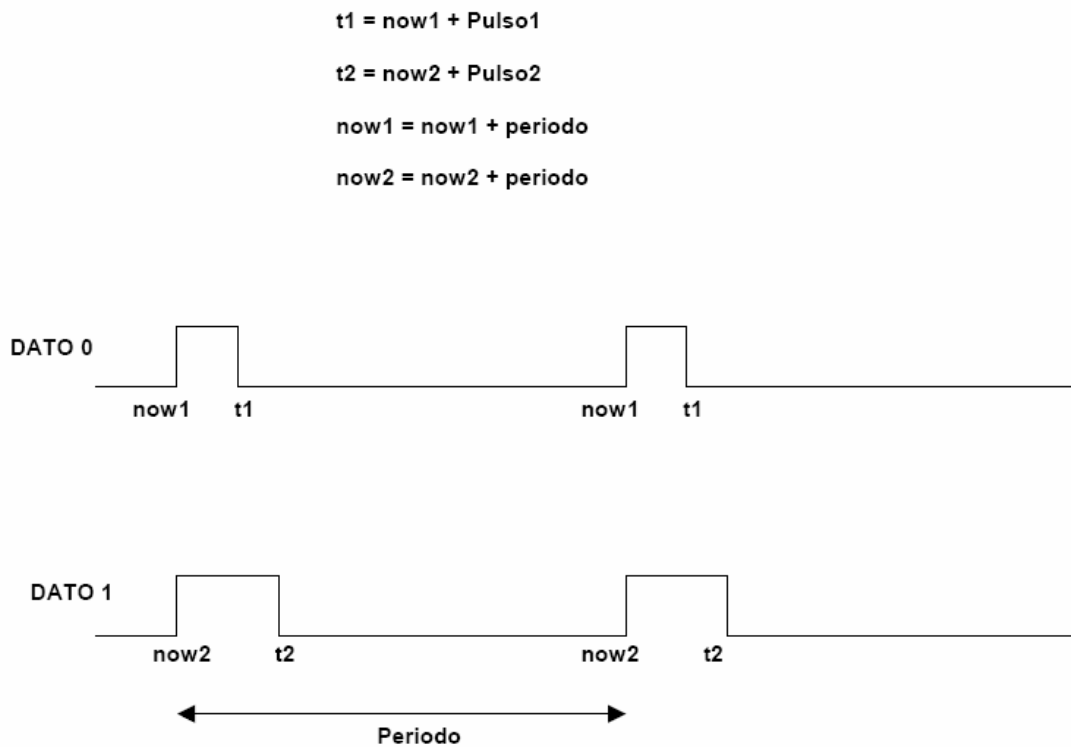 t1 = now1 + Pulso1
t2 = now2 + Pulso2
now1 = now1 + periodo
now2 = now2 + periodo
DATO 0
now1 t1 now1 t1
DATO 1
now2 t2 now2 t2
Periodo